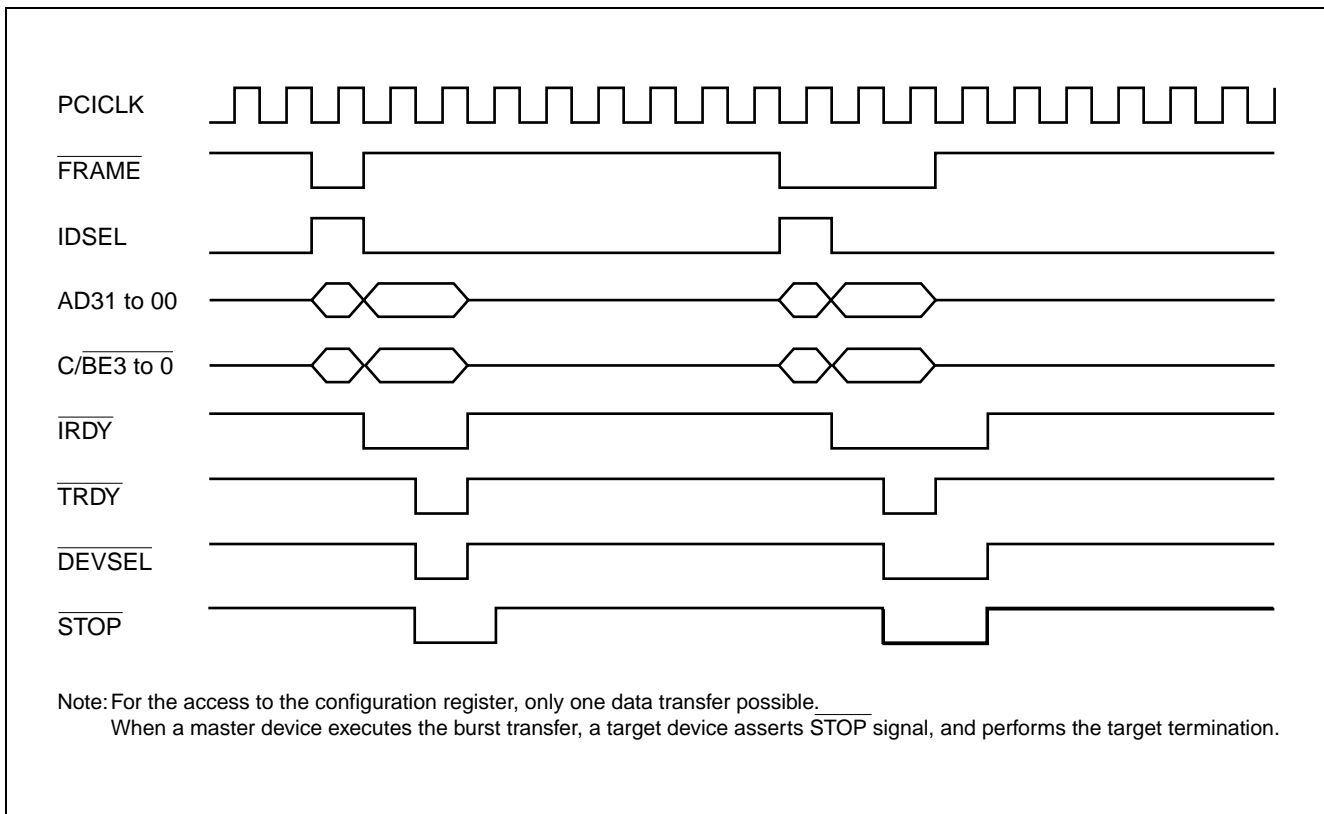 PCICLK
FRAME
IDSEL
AD31 to 00
C/BE3 to 0
IRDY
TRDY
DEVSEL
STOP
Note: For the access to the configuration register, only one data transfer possible.
When a master device executes the burst transfer, a target device asserts STOP signal, and performs the target termination.